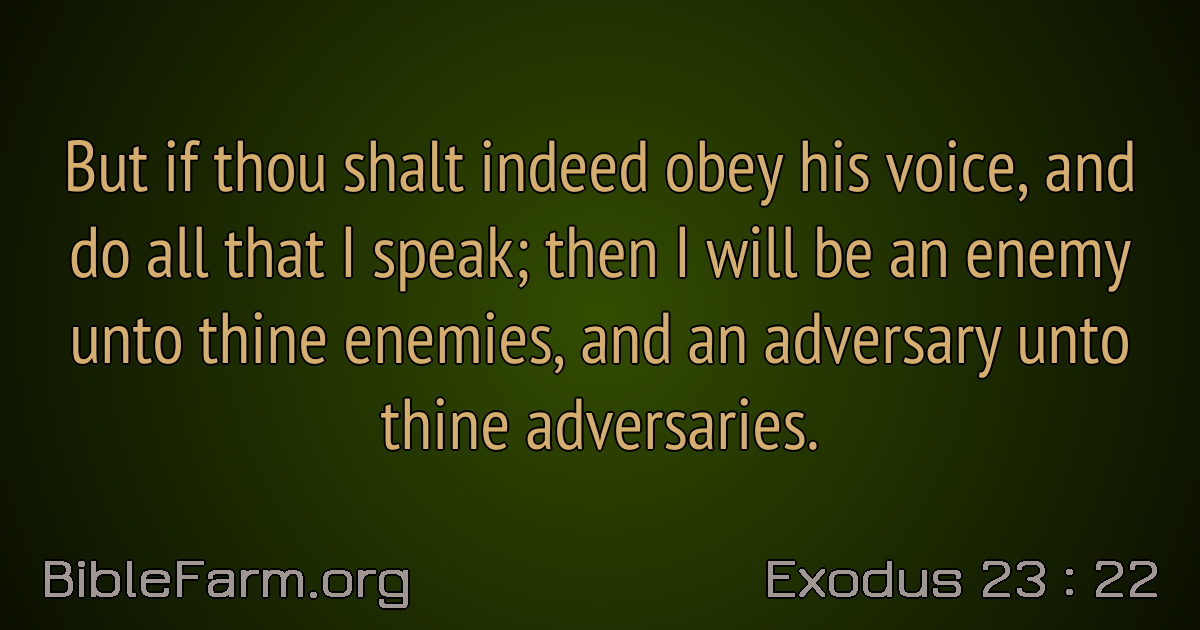 But if thou shalt indeed obey his voice, and
do all that I speak; then I will be an enemy
unto thine enemies, and an adversary unto
thine adversaries.
BibleFarm.org
Exodus 23 : 22